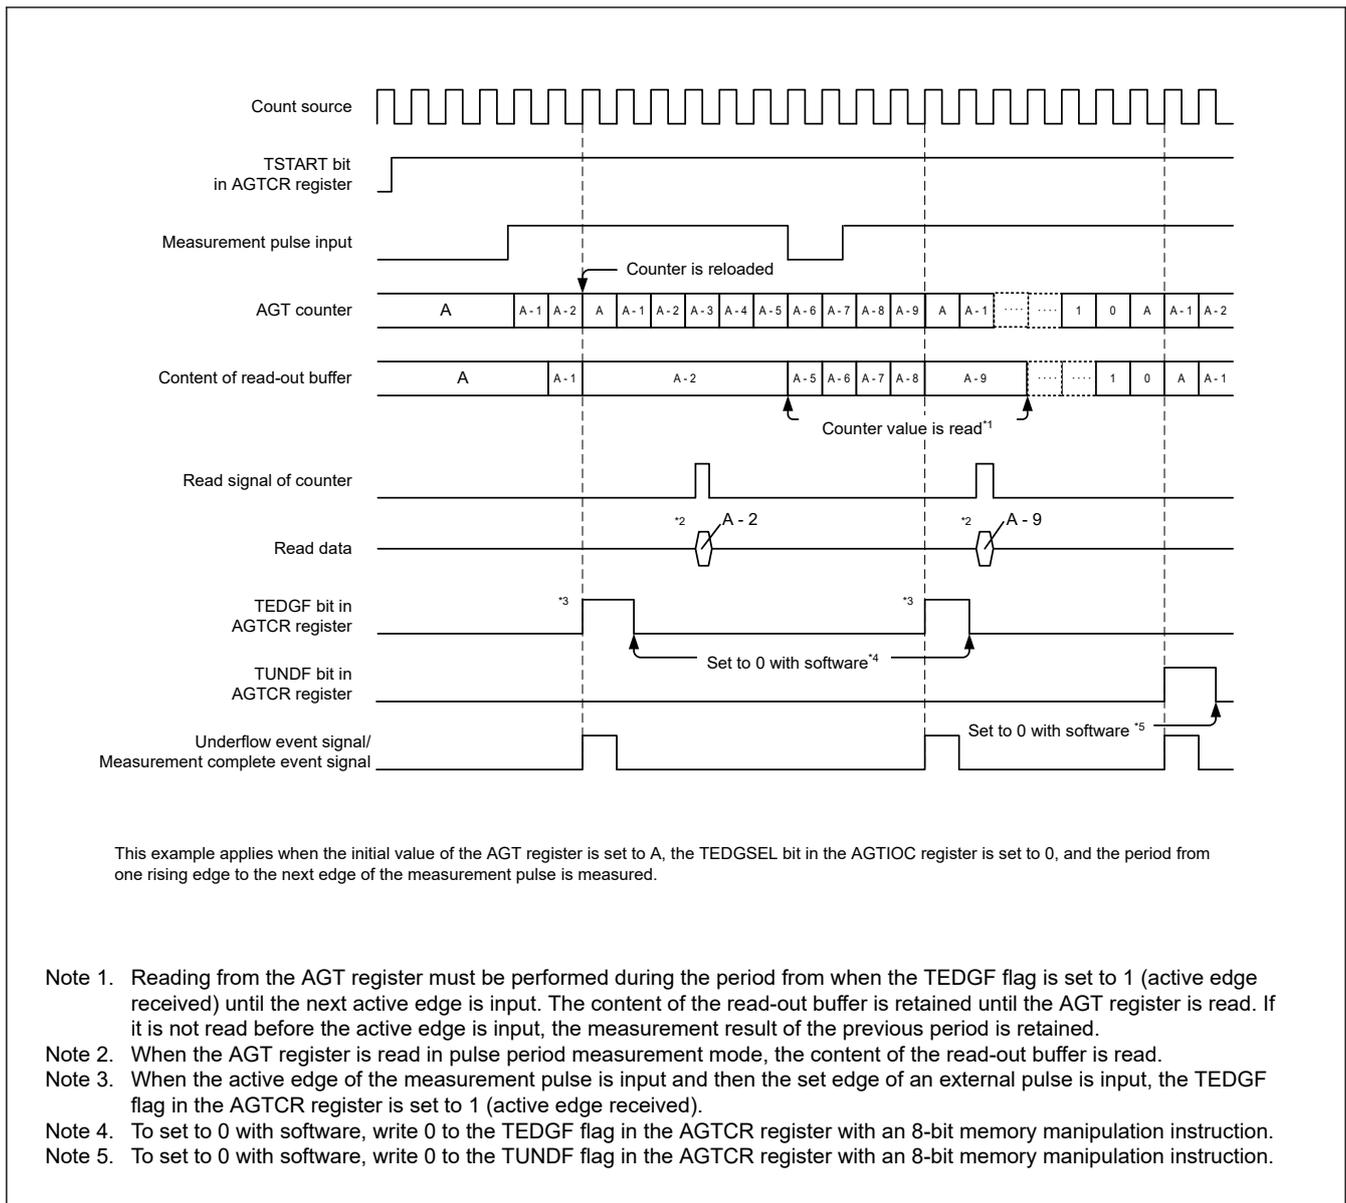 Count source
TSTART bit
in AGTCR register
Measurement pulse input
Counter is reloaded
AGT counter
A A - 1 A - 2 A A - 1 A - 2 A - 3 A - 4 A - 5 A - 6 A - 7 A - 8 A - 9 A A - 1 ···· ···· 1 0 A A - 1 A - 2
Content of read-out buffer
A A - 1 A - 2 A - 5 A - 6 A - 7 A - 8 A - 9 ···· ···· 1 0 A A - 1
Counter value is read*1
Read signal of counter
*2 A - 2 *2 A - 9
Read data
TEDGF bit in
AGTCR register
*3 *3
Set to 0 with software*4
TUNDF bit in
AGTCR register
Set to 0 with software *5
Underflow event signal/
Measurement complete event signal
This example applies when the initial value of the AGT register is set to A, the TEDGSEL bit in the AGTIOC register is set to 0, and the period from
one rising edge to the next edge of the measurement pulse is measured.
Note 1. Reading from the AGT register must be performed during the period from when the TEDGF flag is set to 1 (active edge
received) until the next active edge is input. The content of the read-out buffer is retained until the AGT register is read. If
it is not read before the active edge is input, the measurement result of the previous period is retained.
Note 2. When the AGT register is read in pulse period measurement mode, the content of the read-out buffer is read.
Note 3. When the active edge of the measurement pulse is input and then the set edge of an external pulse is input, the TEDGF
flag in the AGTCR register is set to 1 (active edge received).
Note 4. To set to 0 with software, write 0 to the TEDGF flag in the AGTCR register with an 8-bit memory manipulation instruction.
Note 5. To set to 0 with software, write 0 to the TUNDF flag in the AGTCR register with an 8-bit memory manipulation instruction.